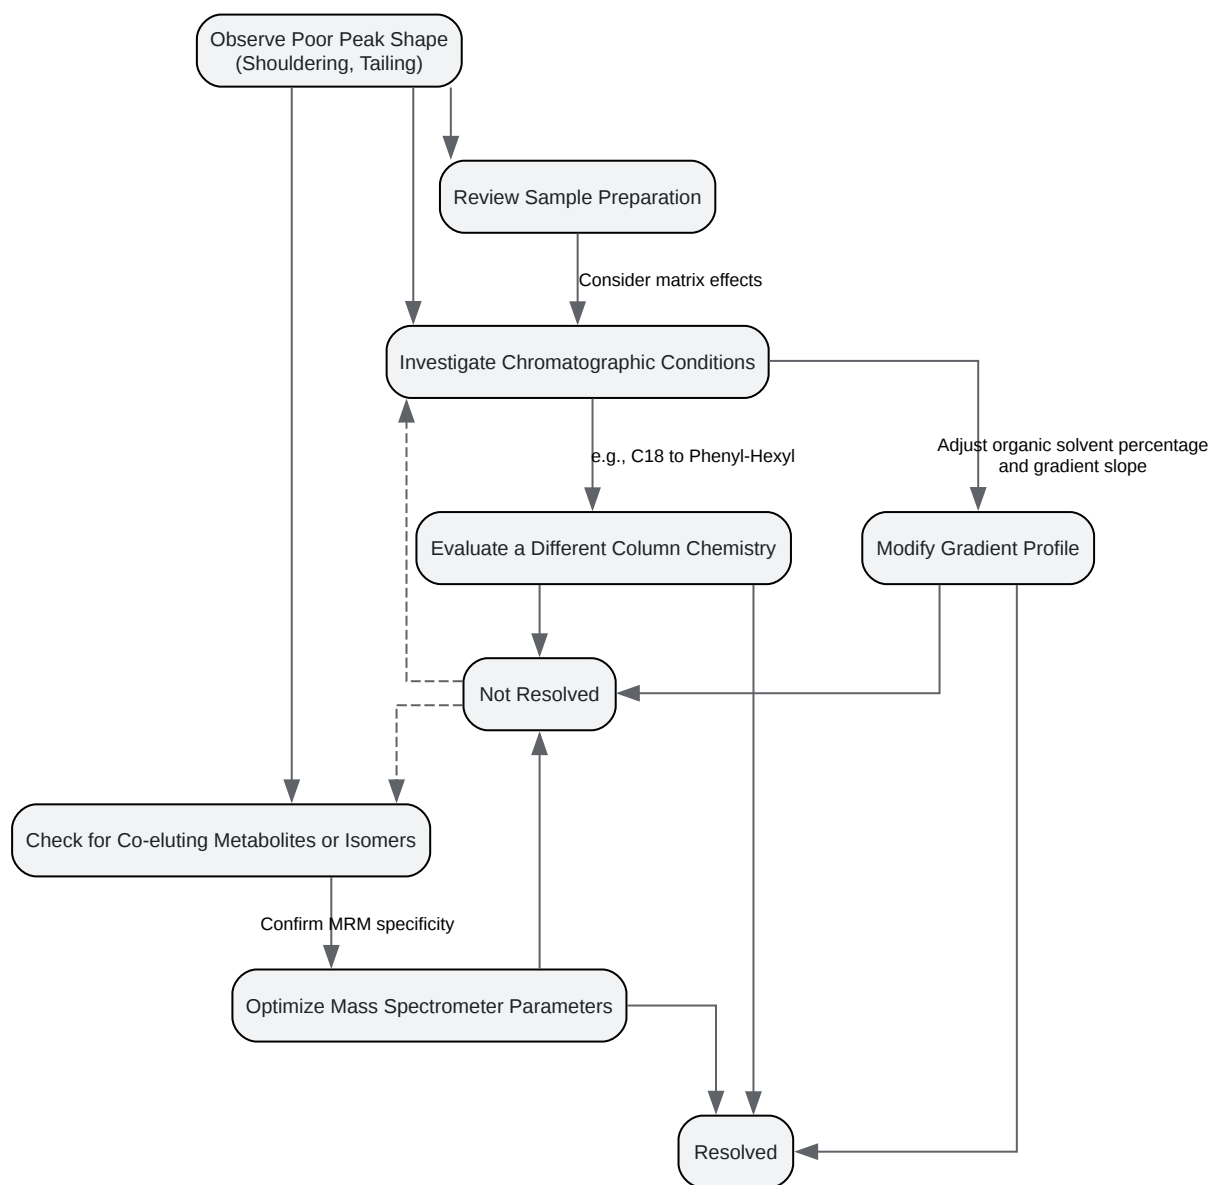 Observe Poor Peak Shape
(Shouldering, Tailing)
Review Sample Preparation
Consider matrix effects
Investigate Chromatographic Conditions
e.g., C18 to Phenyl-Hexyl
Adjust organic solvent percentage
and gradient slope
Evaluate a Different Column Chemistry
Modify Gradient Profile
Not Resolved
Check for Co-eluting Metabolites or Isomers
Confirm MRM specificity
Optimize Mass Spectrometer Parameters
Resolved